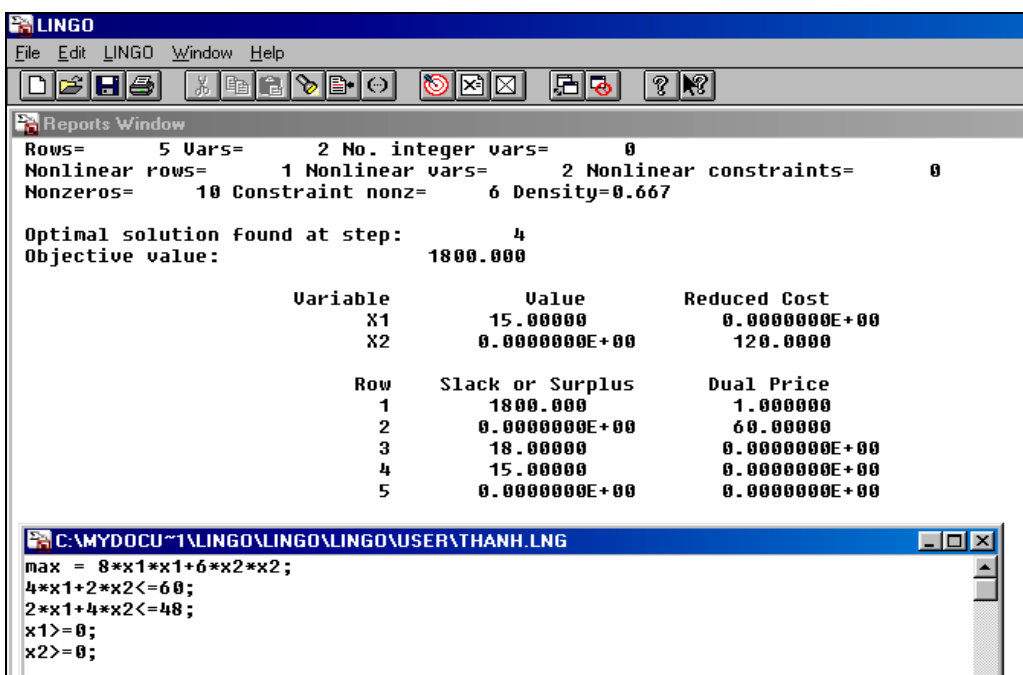 LINGO
File Edit LINGO Window Help
Reports Window
Rows= 5 Vars= 2 No. integer vars= 0
Nonlinear rows= 1 Nonlinear vars= 2 Nonlinear constraints= 0
Nonzeros= 10 Constraint nonz= 6 Density=0.667
Optimal solution found at step: 4
Objective value: 1800.000
Variable Value Reduced Cost
X1 15.00000 0.0000000E+00
X2 0.0000000E+00 120.0000
Row Slack or Surplus Dual Price
1 1800.000 1.000000
2 0.0000000E+00 60.00000
3 18.00000 0.0000000E+00
4 15.00000 0.0000000E+00
5 0.0000000E+00 0.0000000E+00
C:\MYDOCU~1\LINGO\LINGO\LINGO\USER\THANH.LNG
max = 8*x1*x1+6*x2*x2;
4*x1+2*x2<=60;
2*x1+4*x2<=48;
x1>=0;
x2>=0;